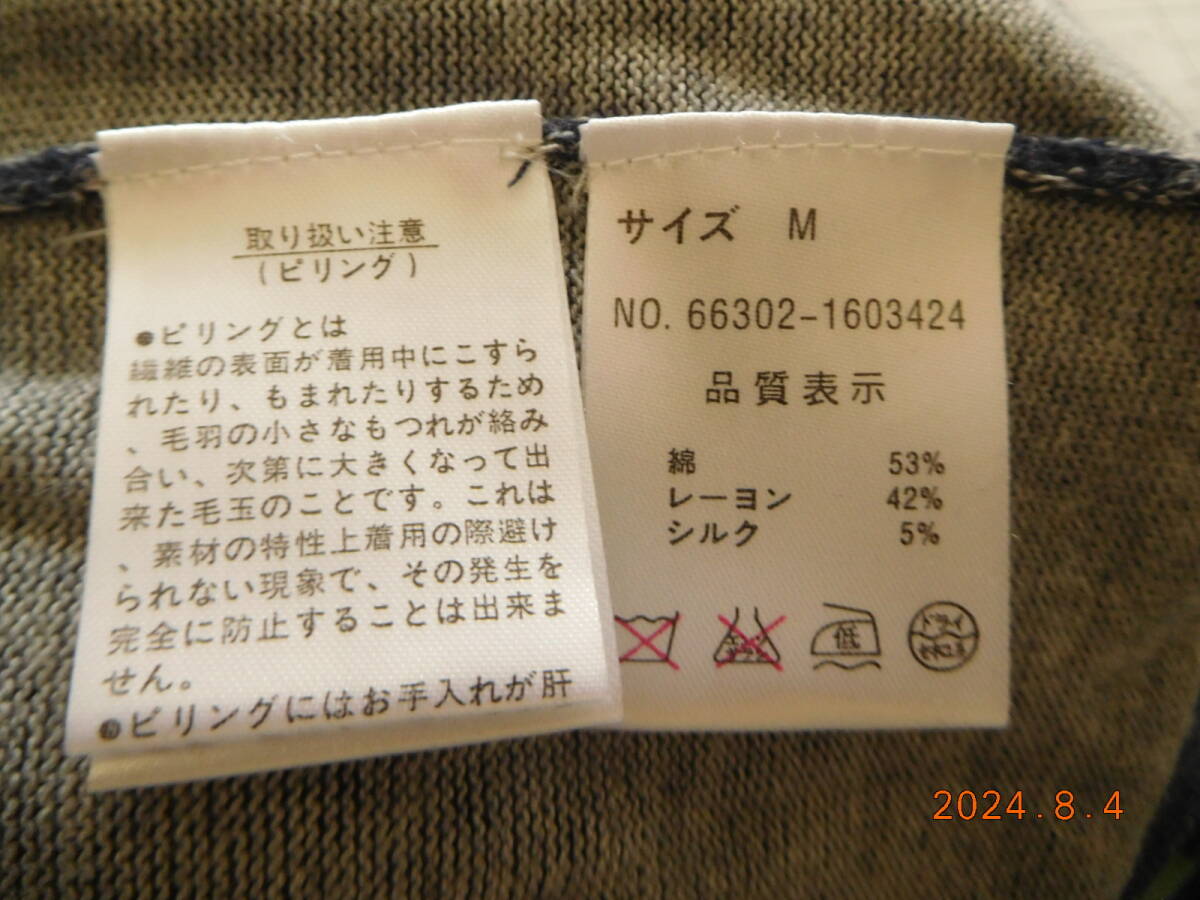 取り扱い注意
(ピリング)
●ピリングとは
繊維の表面が着用中にこすら
れたり、もまれたりするため
、毛羽の小さなもつれが絡み
合い、次第に大きくなって出
来た毛玉のことです。これは
、素材の特性上着用の際避け
られない現象で、その発生を
完全に防止することは出来ま
せん。
●ピリングにはお手入れが肝
サイズ M
NO. 66302-1603424
品質表示
綿 53%
レーヨン 42%
シルク 5%
低
ドライ
2024.8.4